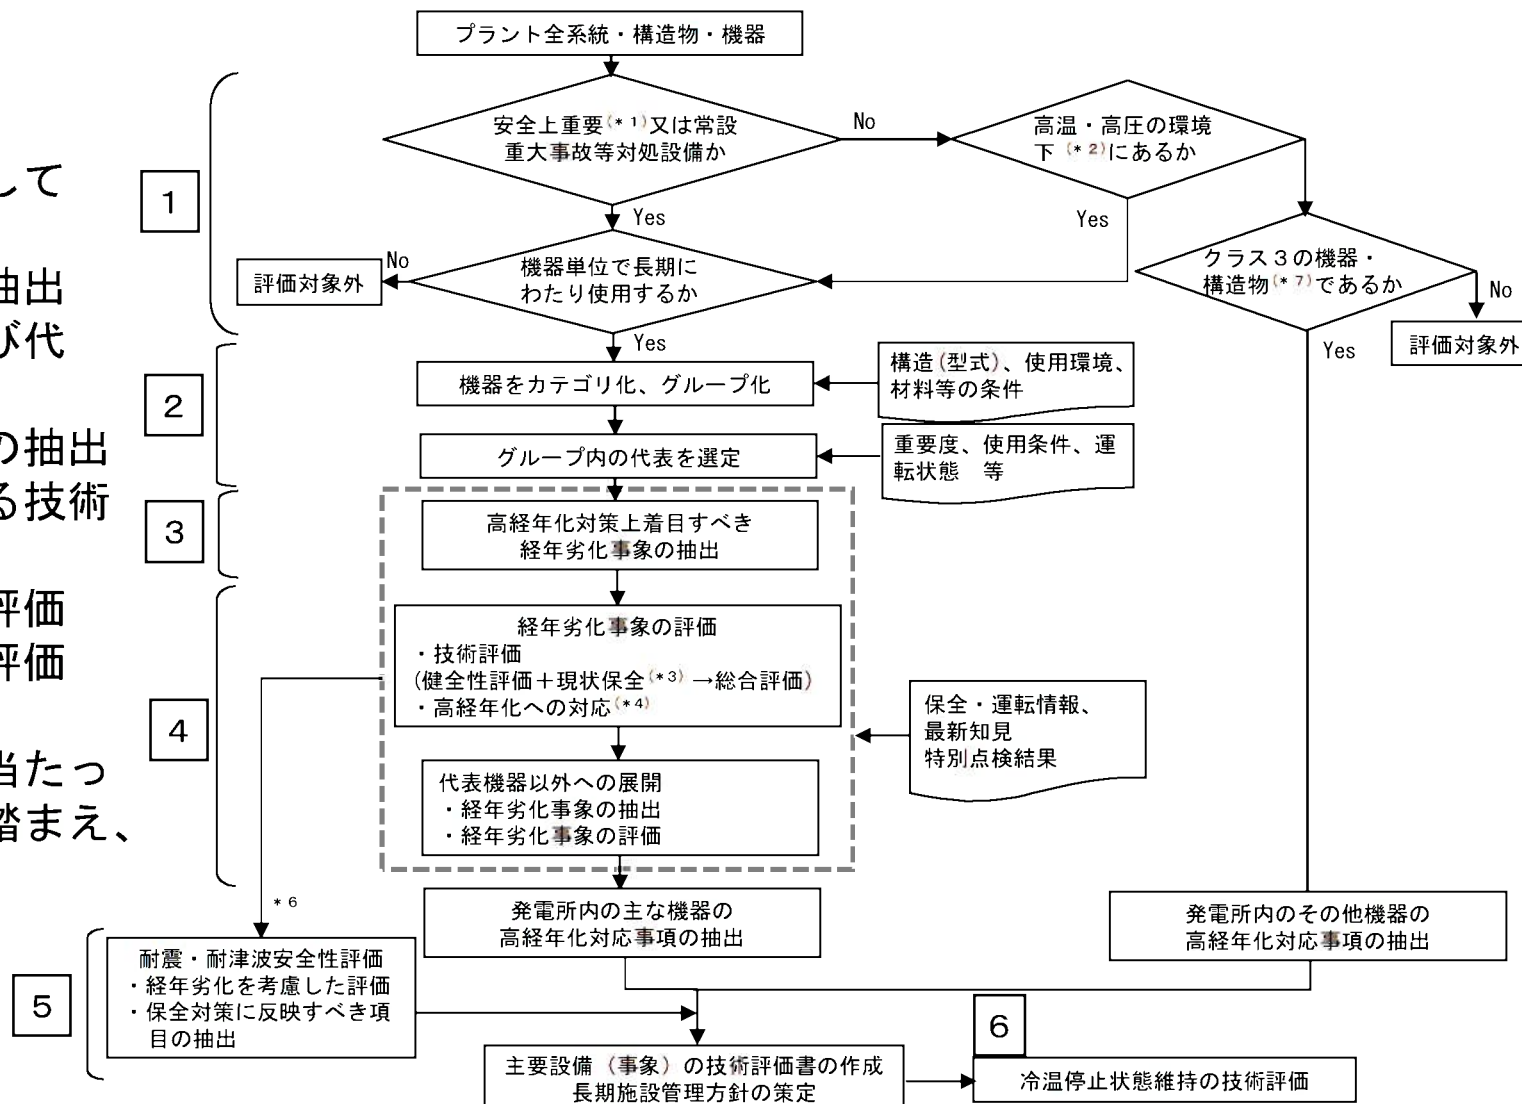 プラント全系統・構造物・機器
安全上重要(*1)又は常設
重大事故等対処設備か
No
高温・高圧の環境
下(*2)にあるか
して
1
Yes
Yes
機器単位で長期に
わたり使用するか
No
評価対象外
クラス3の機器・
構造物(*7)であるか
No
評価対象外
Yes
抽出
び代
Yes
2
機器をカテゴリ化、グループ化
構造(型式)、使用環境、
材料等の条件
グループ内の代表を選定
重要度、使用条件、運
転状態 等
の抽出
る技術
3
高経年化対策上着目すべき
経年劣化事象の抽出
評価
評価
4
経年劣化事象の評価
・技術評価
(健全性評価+現状保全(*3)→総合評価)
・高経年化への対応(*4)
保全・運転情報、
最新知見
特別点検結果
当たっ
踏まえ、
代表機器以外への展開
・経年劣化事象の抽出
・経年劣化事象の評価
*6
発電所内の主な機器の
高経年化対応事項の抽出
発電所内のその他機器の
高経年化対応事項の抽出
5
耐震・耐津波安全性評価
・経年劣化を考慮した評価
・保全対策に反映すべき項
目の抽出
6
主要設備(事象)の技術評価書の作成
長期施設管理方針の策定
冷温停止状態維持の技術評価